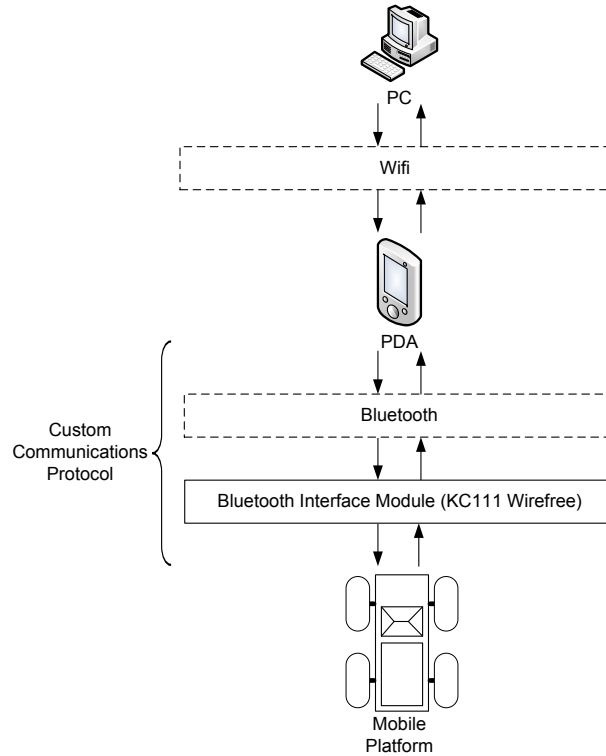 PC
Wifi
PDA
Bluetooth
Custom
Communications
Protocol
Bluetooth Interface Module (KC111 Wirefree)
Mobile
Platform